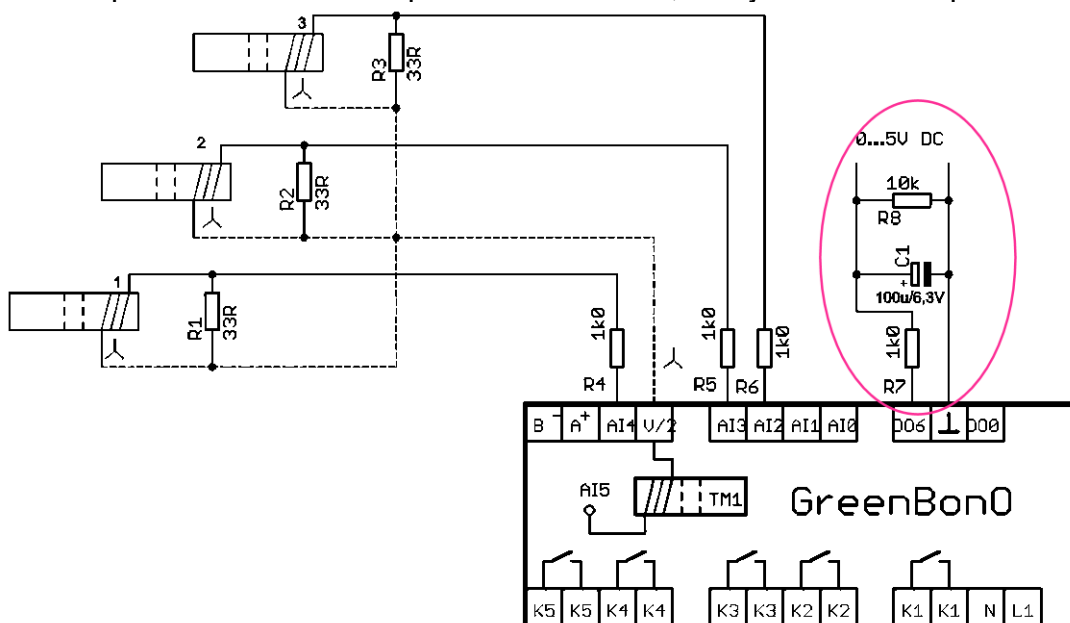 3
R3
33R
0...5V DC
2
10k
R2
33R
R8
1
C1
+
100u/6,3V
R1
33R
1k0
1k0
1k0
1k0
R4
R5
R6
R7
B⁻
A⁺
AI4
V/2
AI3
AI2
AI1
AI0
DO6
⊥
DO0
AI5
TM1
GreenBonO
K5
K5
K4
K4
K3
K3
K2
K2
K1
K1
N
L1